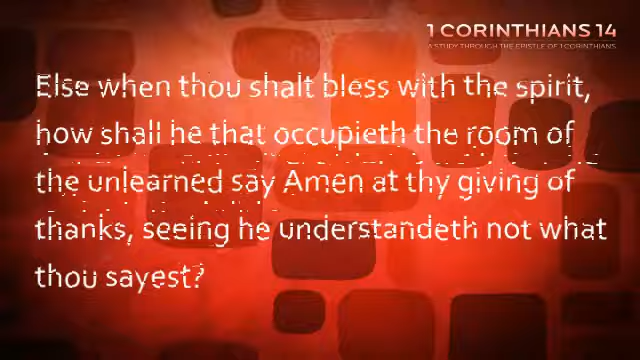 1 CORINTHIANS 14
A STUDY THROUGH THE EPISTLE OF 1 CORINTHIANS
Else when thou shalt bless with the spirit,
how shall he that occupieth the room of
the unlearned say Amen at thy giving of
thanks, seeing he understandeth not what
thou sayest?